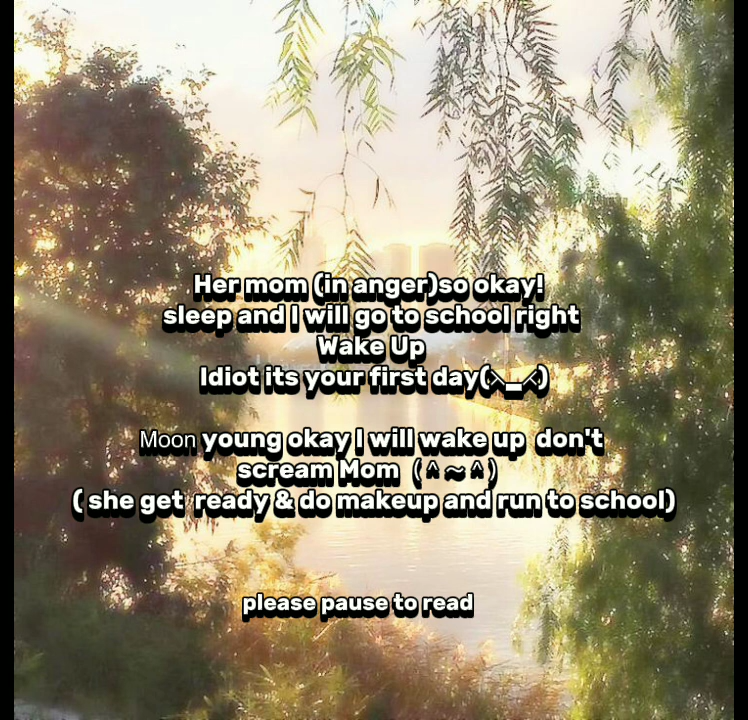 Her mom (in anger)so okay!
sleep and I will go to school right
Wake Up
Idiot its your first day(⁠>⁠▂⁠<⁠)
Moon young okay I will wake up don't
scream Mom (⁠ ⁠^⁠ ⁠~⁠ ⁠^⁠ ⁠)
( she get ready & do makeup and run to school)
please pause to read